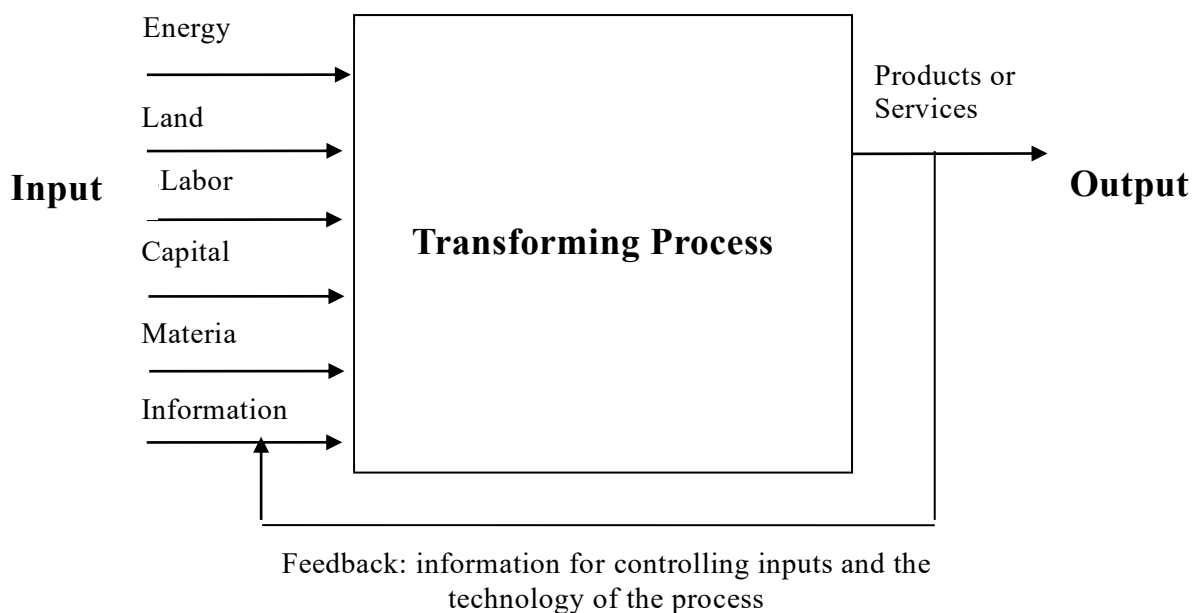 Energy
Land
Labor
Capital
Materia
Information
Input
Transforming Process
Products or
Services
Output
Feedback: information for controlling inputs and the
technology of the process